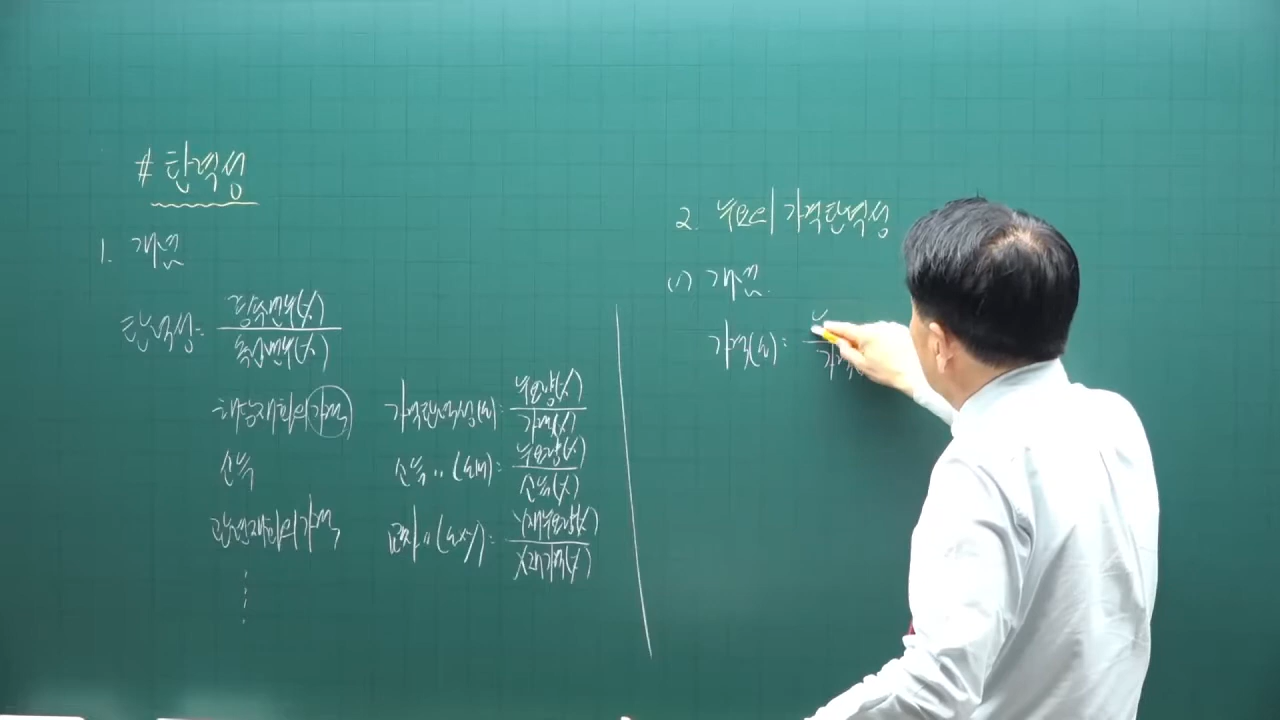 # 탄력성
1. 개념
탄력성 = 종속변수(%) / 독립변수(%)
해당재화의 가격
가격탄력성(εd) = 수요량(%) / 가격(%)
소득
소득 〃 (εdM) = 수요량(%) / 소득(%)
관련재화의 가격
교차 〃 (εdxy) = Y재수요량(%) / X재가격(%)
⋮
2. 수요의 가격탄력성
(1) 개념.
가격(εd) =
가격